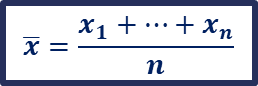 x̅ = (x₁ + ⋯ + xₙ) / n